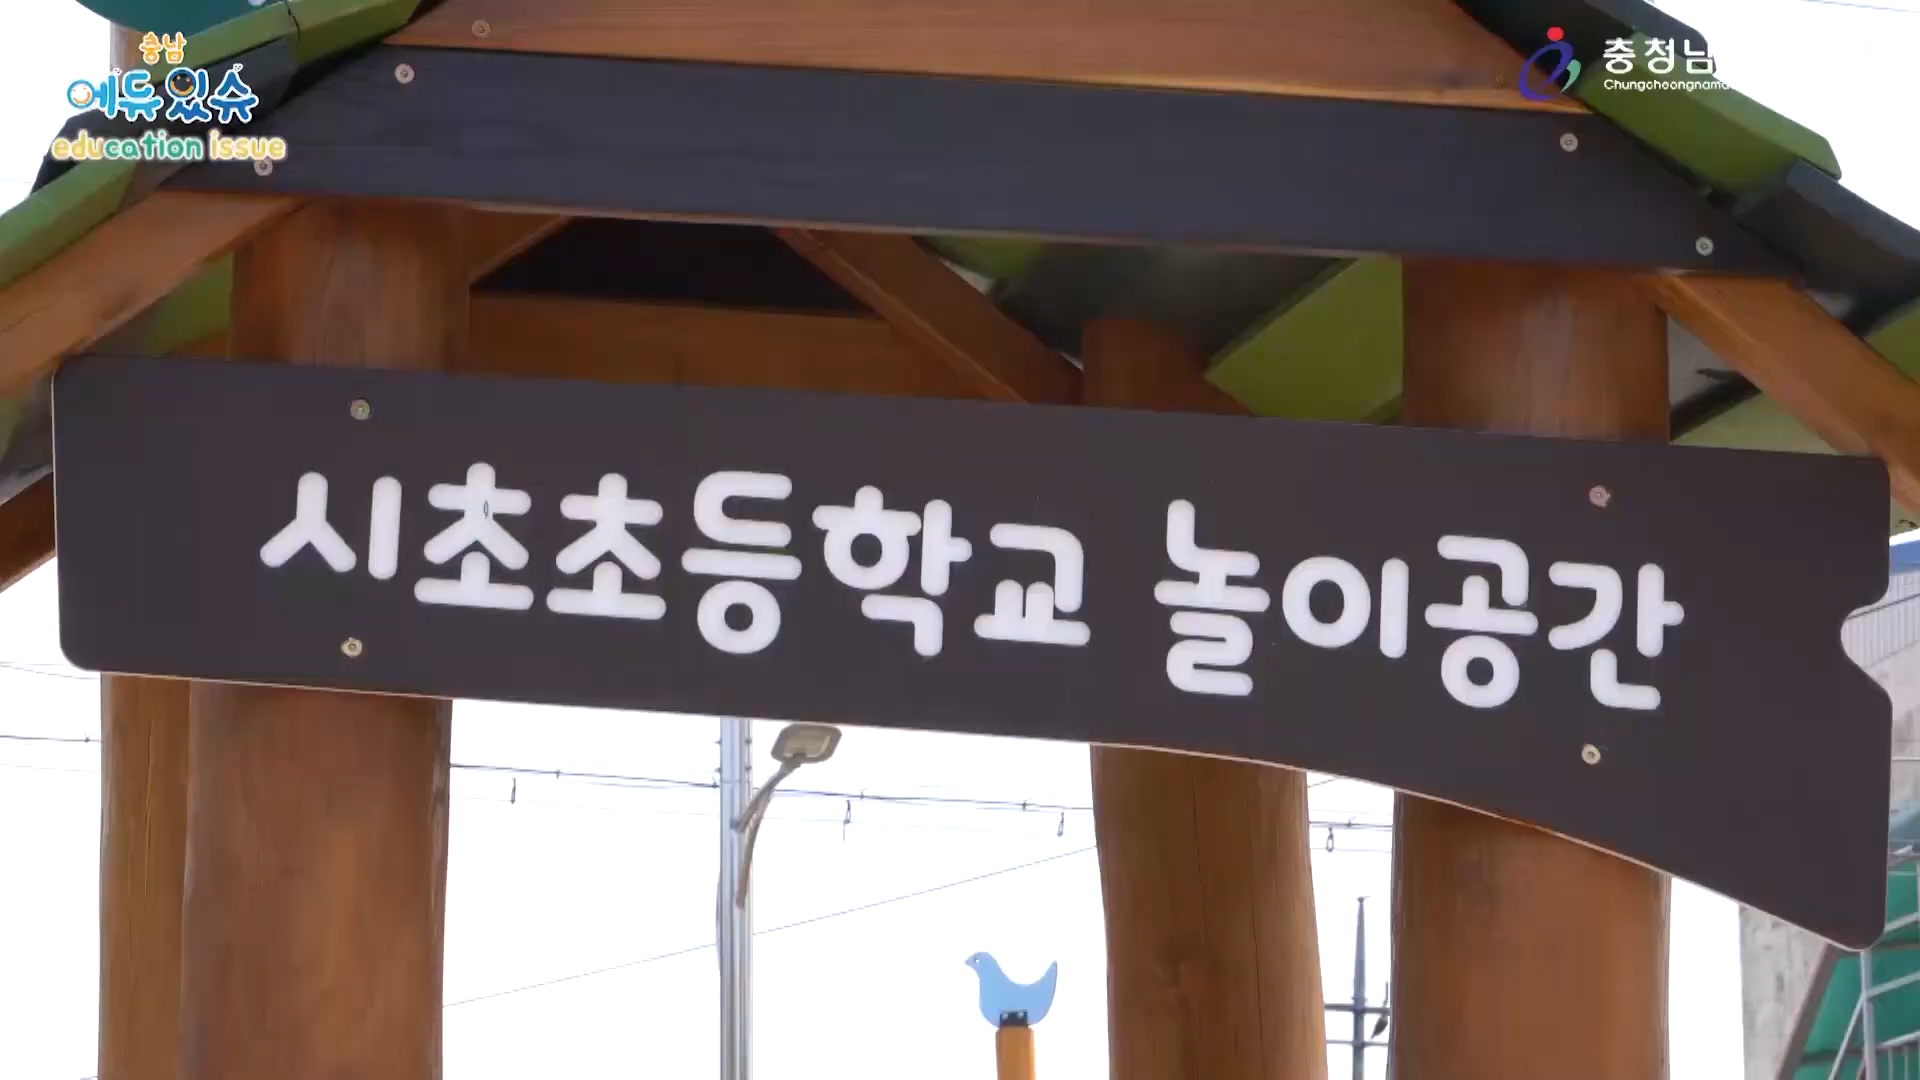 충남
에듀있슈
education issue
충청남
Chungcheongnamd
시초초등학교 놀이공간